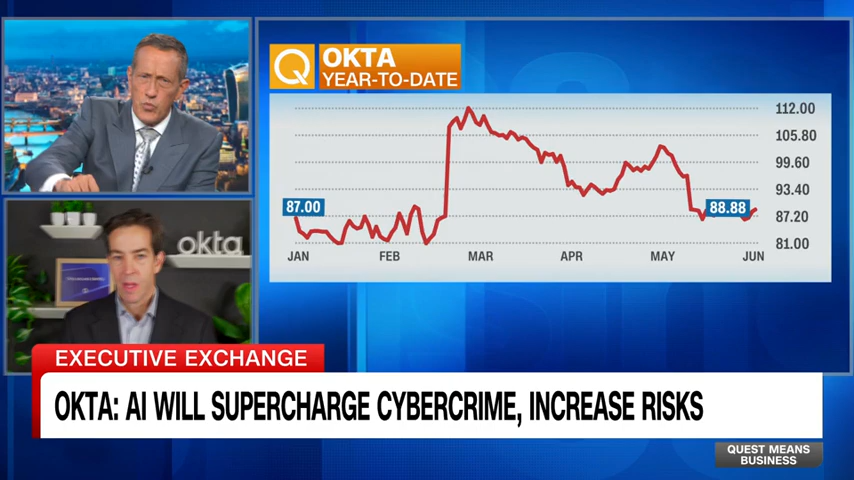 Q OKTA
YEAR-TO-DATE
112.00
105.80
99.60
93.40
87.20
81.00
87.00
88.88
JAN FEB MAR APR MAY JUN
okta
EXECUTIVE EXCHANGE
OKTA: AI WILL SUPERCHARGE CYBERCRIME, INCREASE RISKS
QUEST MEANS
BUSINESS